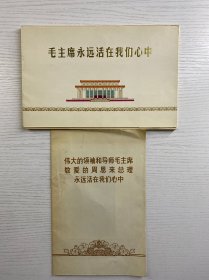 毛主席永远活在我们心中
伟大的领袖和导师毛主席
敬爱的周恩来总理
永远活在我们心中